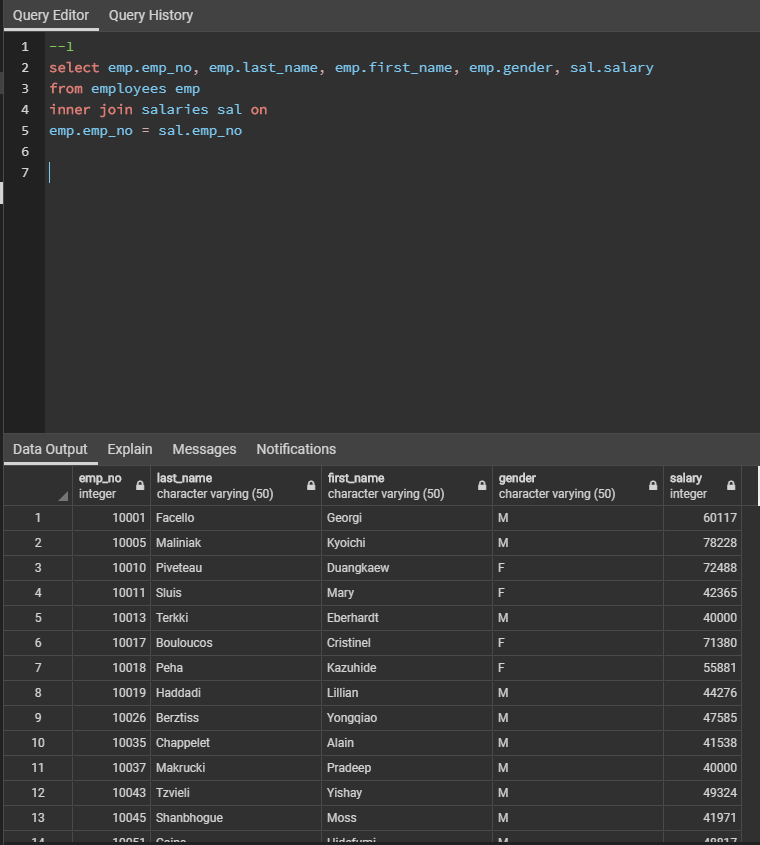 Query Editor Query History
1 --1
2 select emp.emp_no, emp.last_name, emp.first_name, emp.gender, sal.salary
3 from employees emp
4 inner join salaries sal on
5 emp.emp_no = sal.emp_no
6
7
Data Output Explain Messages Notifications
emp_no last_name first_name gender salary
integer character varying (50) character varying (50) character varying (50) integer
1 10001 Facello Georgi M 60117
2 10005 Maliniak Kyoichi M 78228
3 10010 Piveteau Duangkaew F 72488
4 10011 Sluis Mary F 42365
5 10013 Terkki Eberhardt M 40000
6 10017 Bouloucos Cristinel F 71380
7 10018 Peha Kazuhide F 55881
8 10019 Haddadi Lillian M 44276
9 10026 Berztiss Yongqiao M 47585
10 10035 Chappelet Alain M 41538
11 10037 Makrucki Pradeep M 40000
12 10043 Tzvieli Yishay M 49324
13 10045 Shanbhogue Moss M 41971
14 10051 M